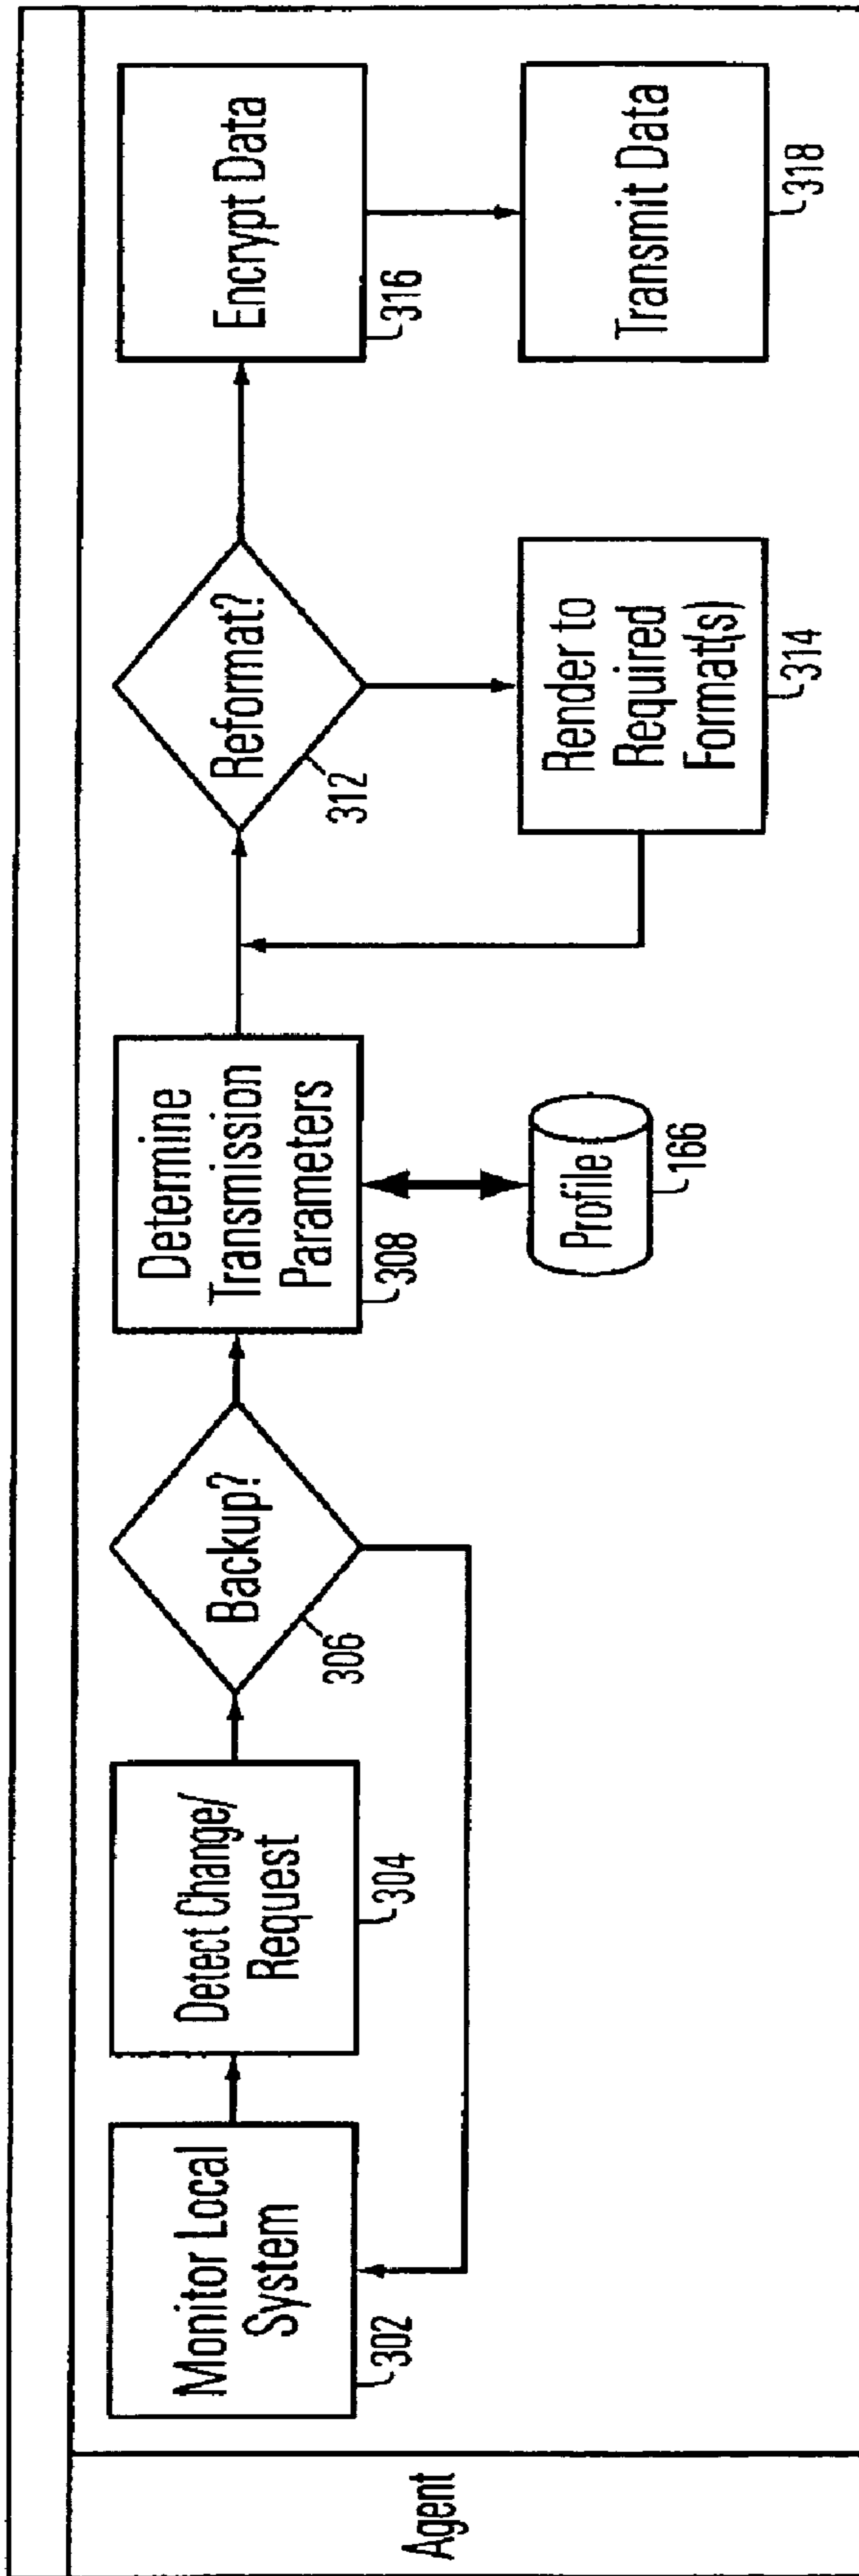 Agent
Monitor Local
System
302
Detect Change/
Request
304
Backup?
306
Determine
Transmission
Parameters
308
Profile
166
Reformat?
312
Render to
Required
Format(s)
314
Encrypt Data
316
Transmit Data
318